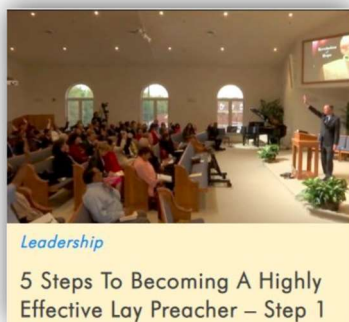 Leadership
5 Steps To Becoming A Highly
Effective Lay Preacher – Step 1